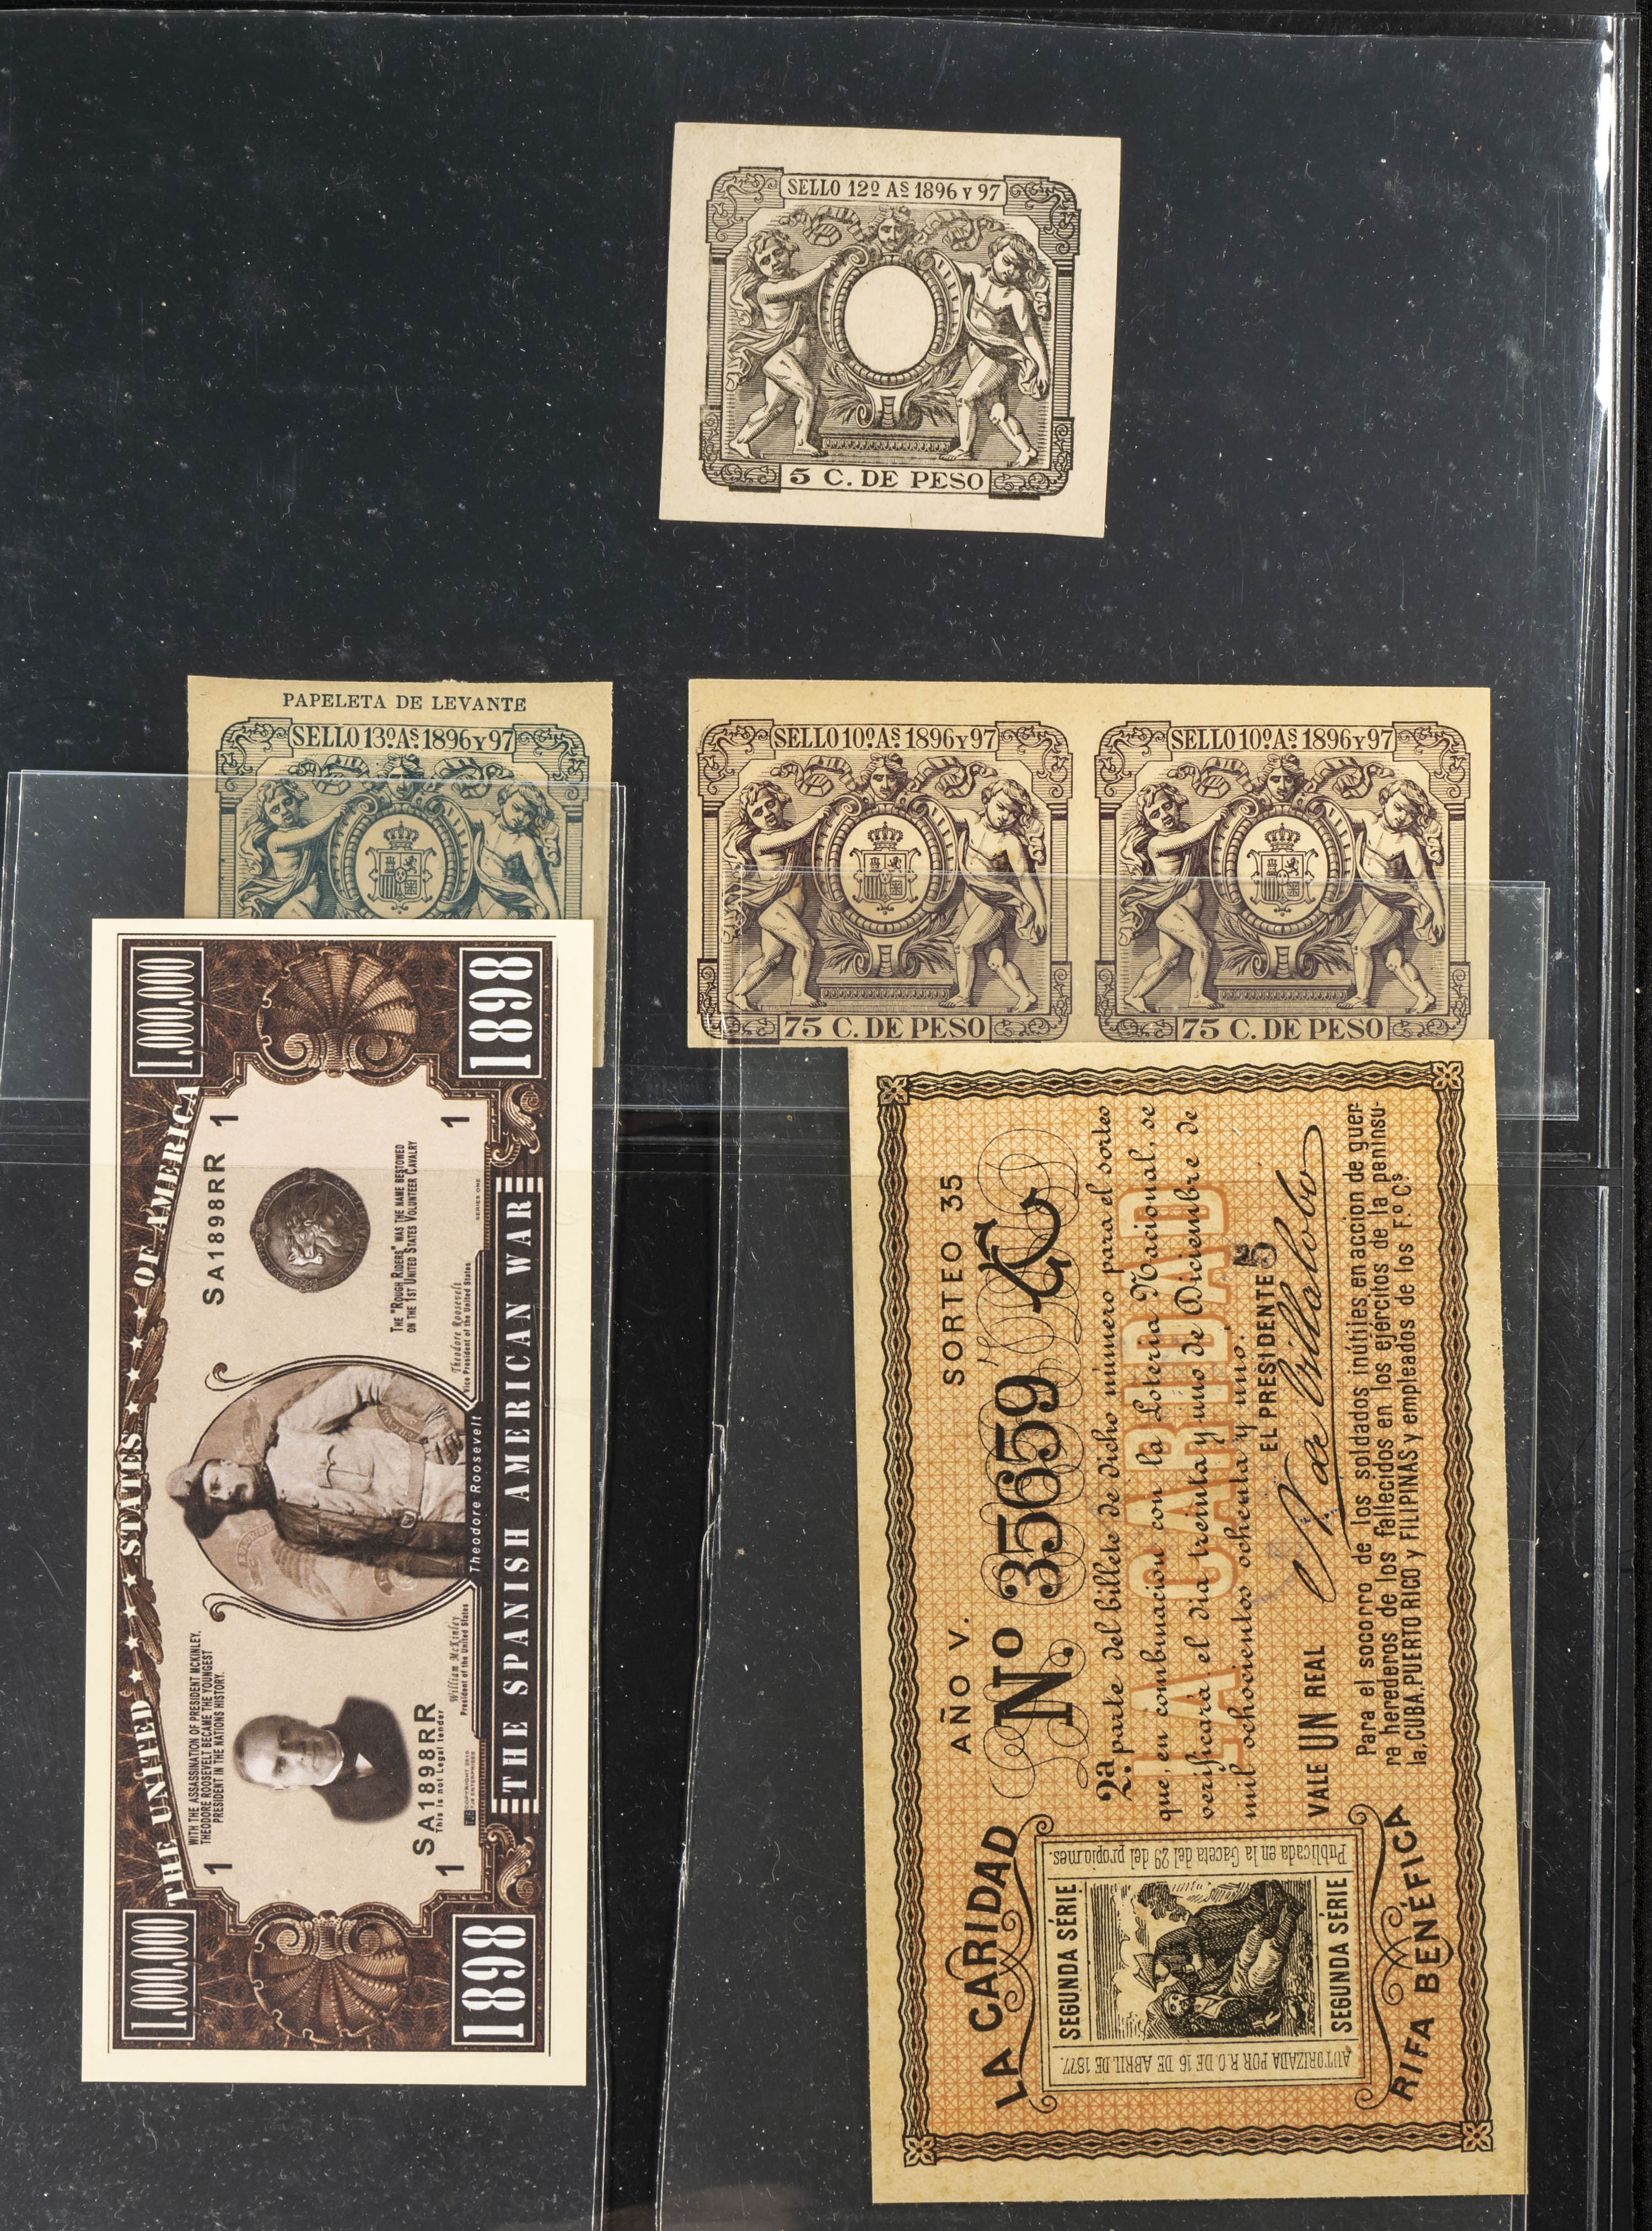 SELLO 12º As 1896 Y 97
5 C. DE PESO
PAPELETA DE LEVANTE
SELLO 13º As 1896 Y 97
SELLO 10º As 1896 Y 97
75 C. DE PESO
SELLO 10º As 1896 Y 97
75 C. DE PESO
1,000,000
THE UNITED STATES OF AMERICA
1,000,000
1
WITH THE ASSASSINATION OF PRESIDENT MCKINLEY,
THEODORE ROOSEVELT BECAME THE YOUNGEST
PRESIDENT IN THE NATIONS HISTORY.
SA1898RR
1
THE "ROUGH RIDERS" WAS THE NAME BESTOWED
ON THE 1ST UNITED STATES VOLUNTEER CAVALRY
SA1898RR
This is not Legal tender
William McKinley
President of the United States
Theodore Roosevelt
Vice President of the United States
SERIES ONE
1
1
Theodore Roosevelt
1898
THE SPANISH AMERICAN WAR
1898
LA CARIDAD
AUTORIZADA POR R.O. DE 16 DE ABRIL DE 1877.
SEGUNDA SÉRIE
SEGUNDA SÉRIE
Publicada en la Gaceta del 29 del propio mes.
RIFA BENÉFICA
AÑO V. SORTEO 35
Nº 35659
2ª parte del billete de dicho número para el sorteo
que, en combinacion con la Lotería Nacional, se
verificará el dia treinta y uno de Diciembre de
mil ochocientos ochenta y uno.
LA CARIDAD
EL PRESIDENTE
VALE UN REAL
N. de Villalobo
Para el socorro de los soldados inútiles en accion de guer-
ra herederos de los fallecidos en los ejércitos de la penínsu-
la, CUBA, PUERTO RICO y FILIPINAS y empleados de los F.º Cs